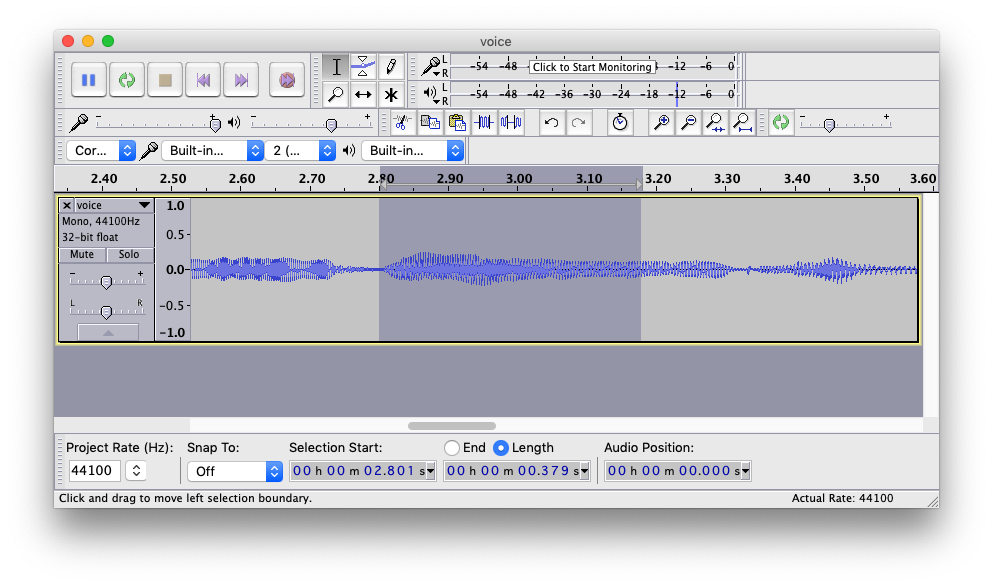 voice
L
R
-54 -48 - Click to Start Monitoring -12 -6 0
L
R
-54 -48 -42 -36 -30 -24 -18 -12 -6 0
- + - +
- +
Cor... Built-in... 2 (... Built-in...
2.40 2.50 2.60 2.70 2.80 2.90 3.00 3.10 3.20 3.30 3.40 3.50 3.60
× voice
Mono, 44100Hz
32-bit float
Mute Solo
- +
L R
1.0
0.5-
0.0-
-0.5-
-1.0
Project Rate (Hz): Snap To: Selection Start: End Length Audio Position:
44100 Off 00 h 00 m 02.801 s 00 h 00 m 00.379 s 00 h 00 m 00.000 s
Click and drag to move left selection boundary. Actual Rate: 44100